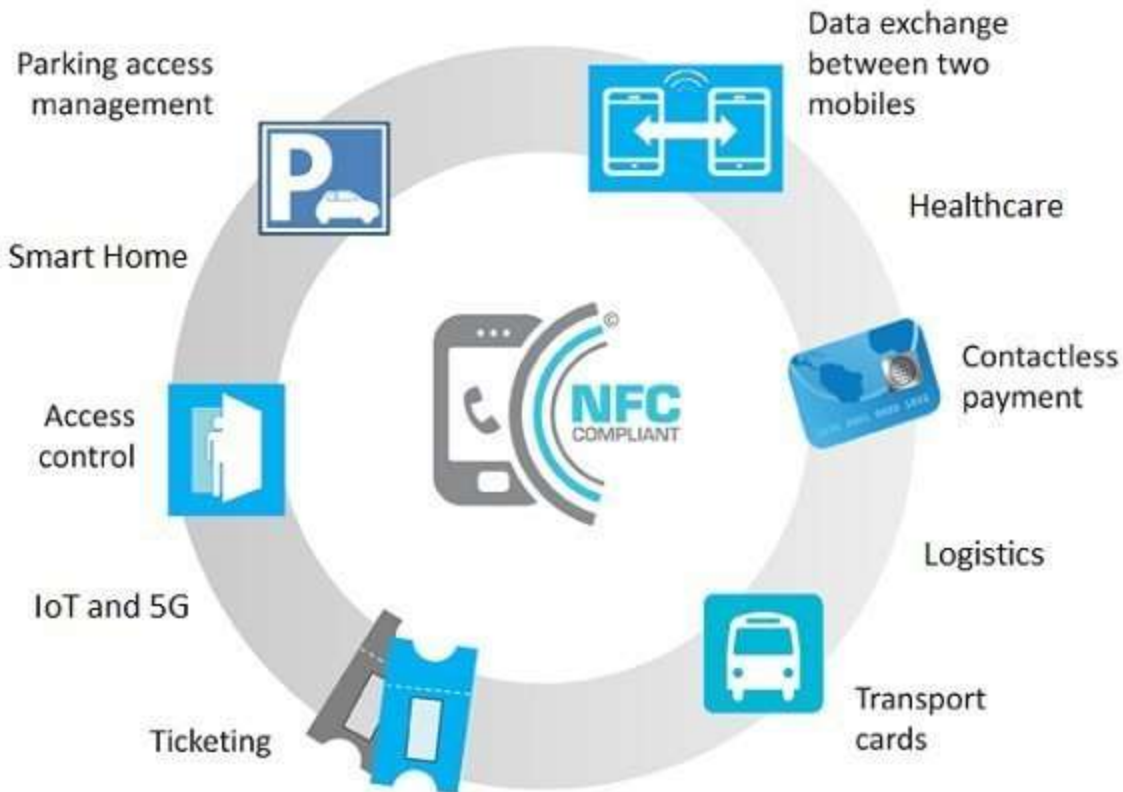 Parking access
management
P
Data exchange
between two
mobiles
Healthcare
Smart Home
©
NFC
COMPLIANT
Contactless
payment
Access
control
Logistics
IoT and 5G
Transport
cards
Ticketing